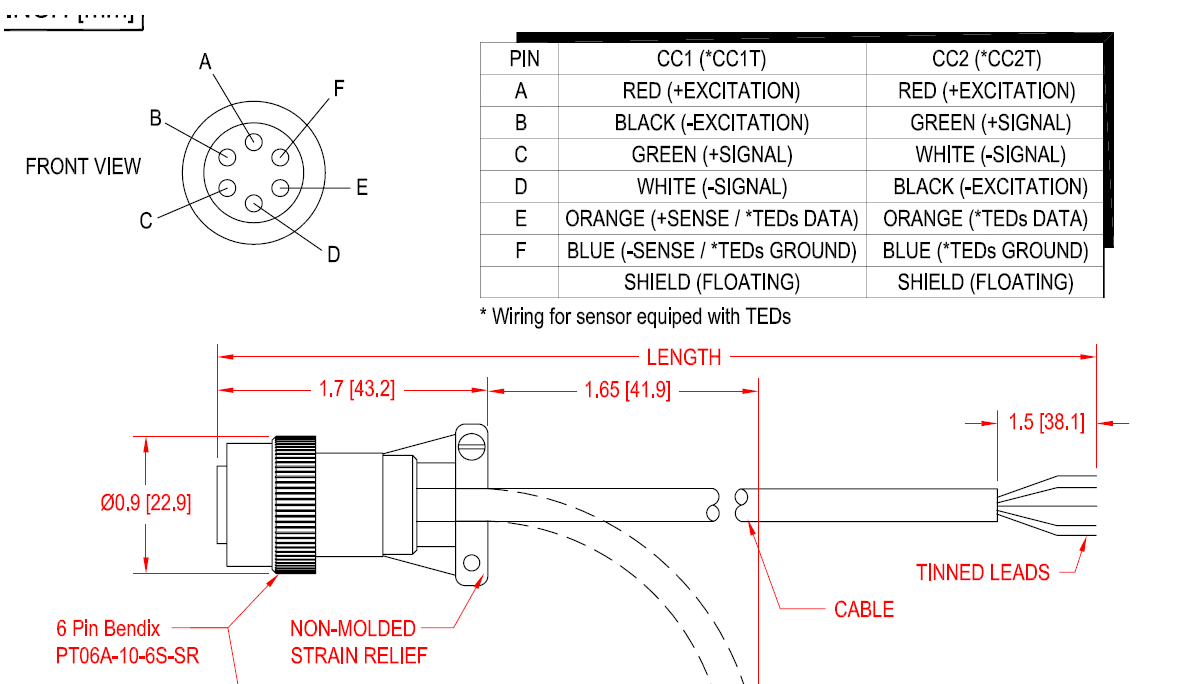 INCH [mm]
A
F
B
FRONT VIEW
E
C
D
PIN CC1 (*CC1T) CC2 (*CC2T)
A RED (+EXCITATION) RED (+EXCITATION)
B BLACK (-EXCITATION) GREEN (+SIGNAL)
C GREEN (+SIGNAL) WHITE (-SIGNAL)
D WHITE (-SIGNAL) BLACK (-EXCITATION)
E ORANGE (+SENSE / *TEDs DATA) ORANGE (*TEDs DATA)
F BLUE (-SENSE / *TEDs GROUND) BLUE (*TEDs GROUND)
SHIELD (FLOATING) SHIELD (FLOATING)
* Wiring for sensor equiped with TEDs
LENGTH
1.7 [43.2]
1.65 [41.9]
1.5 [38.1]
Ø0.9 [22.9]
TINNED LEADS
CABLE
6 Pin Bendix
PT06A-10-6S-SR
NON-MOLDED
STRAIN RELIEF